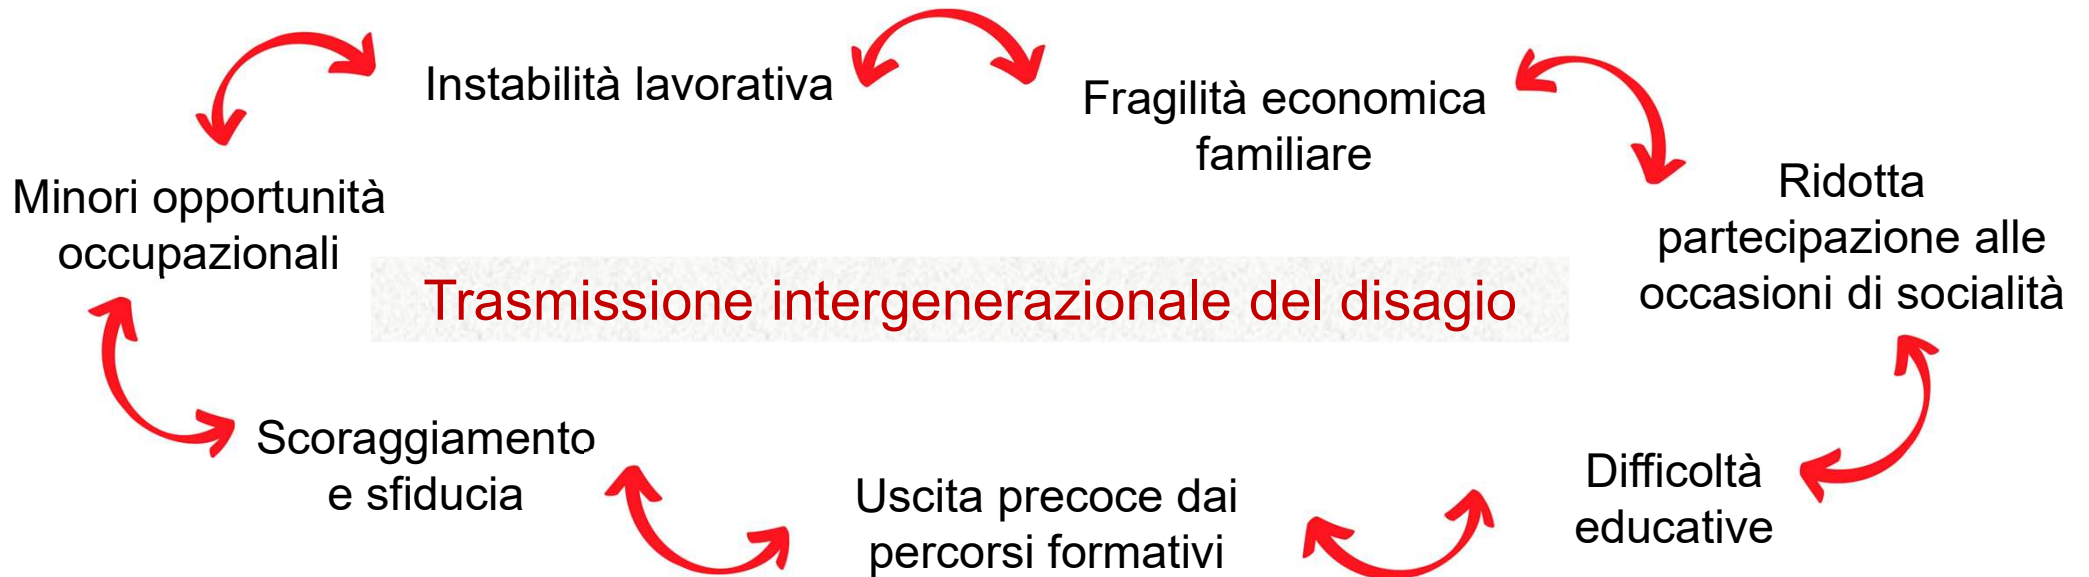 Instabilità lavorativa
Fragilità economica
familiare
Ridotta
partecipazione alle
occasioni di socialità
Minori opportunità
occupazionali
Trasmissione intergenerazionale del disagio
Scoraggiamento
e sfiducia
Uscita precoce dai
percorsi formativi
Difficoltà
educative